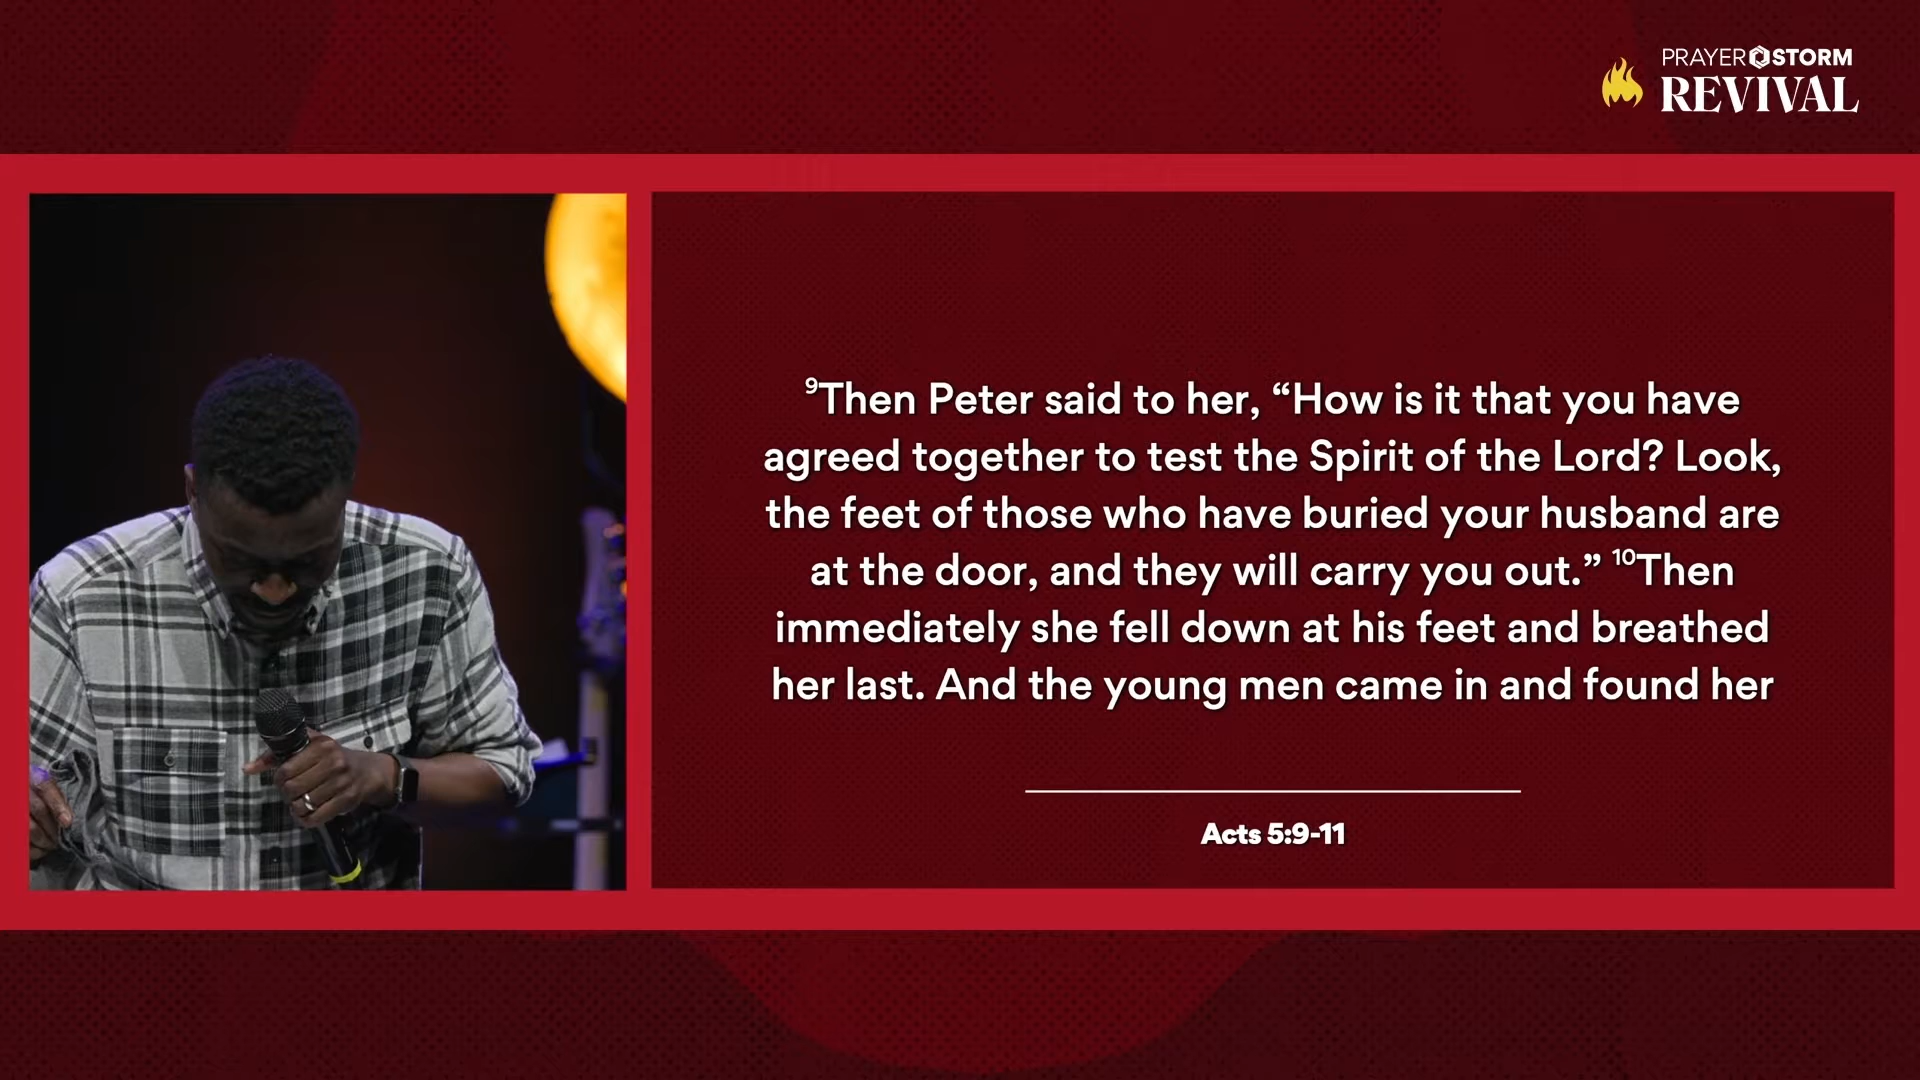 PRAYER STORM
REVIVAL
⁹Then Peter said to her, “How is it that you have
agreed together to test the Spirit of the Lord? Look,
the feet of those who have buried your husband are
at the door, and they will carry you out.” ¹⁰Then
immediately she fell down at his feet and breathed
her last. And the young men came in and found her
Acts 5:9-11